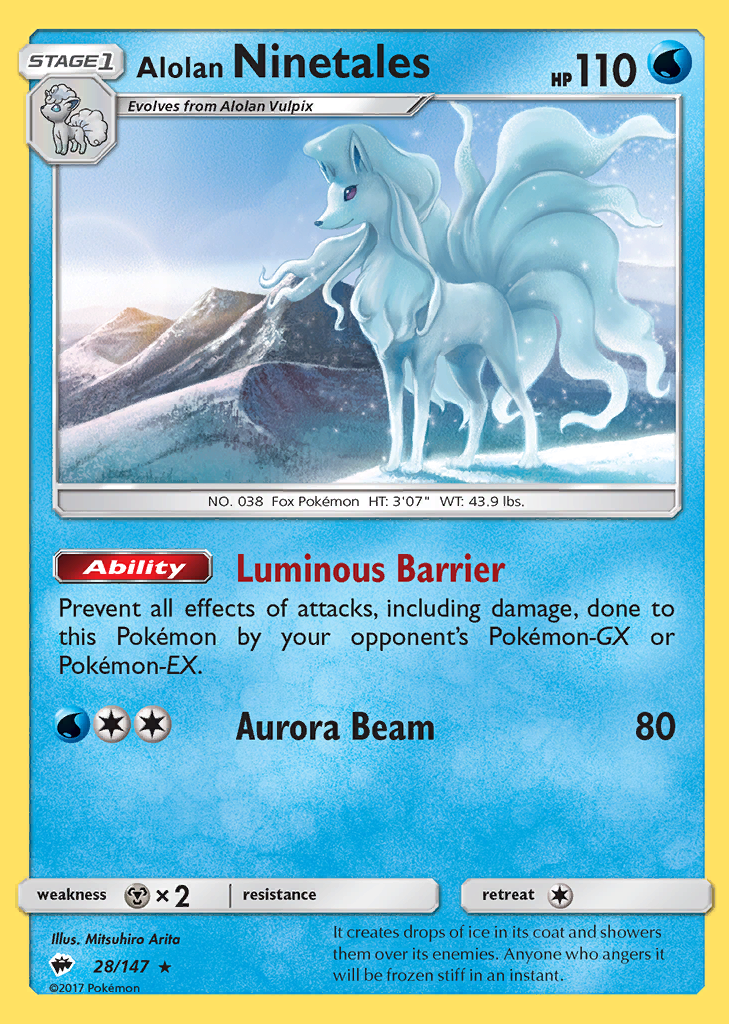 STAGE 1
Alolan Ninetales
HP 110
Evolves from Alolan Vulpix
NO. 038 Fox Pokémon HT: 3'07" WT: 43.9 lbs.
Ability Luminous Barrier
Prevent all effects of attacks, including damage, done to
this Pokémon by your opponent's Pokémon-GX or
Pokémon-EX.
Aurora Beam 80
weakness ×2 resistance retreat
Illus. Mitsuhiro Arita
28/147 ★
©2017 Pokémon
It creates drops of ice in its coat and showers
them over its enemies. Anyone who angers it
will be frozen stiff in an instant.